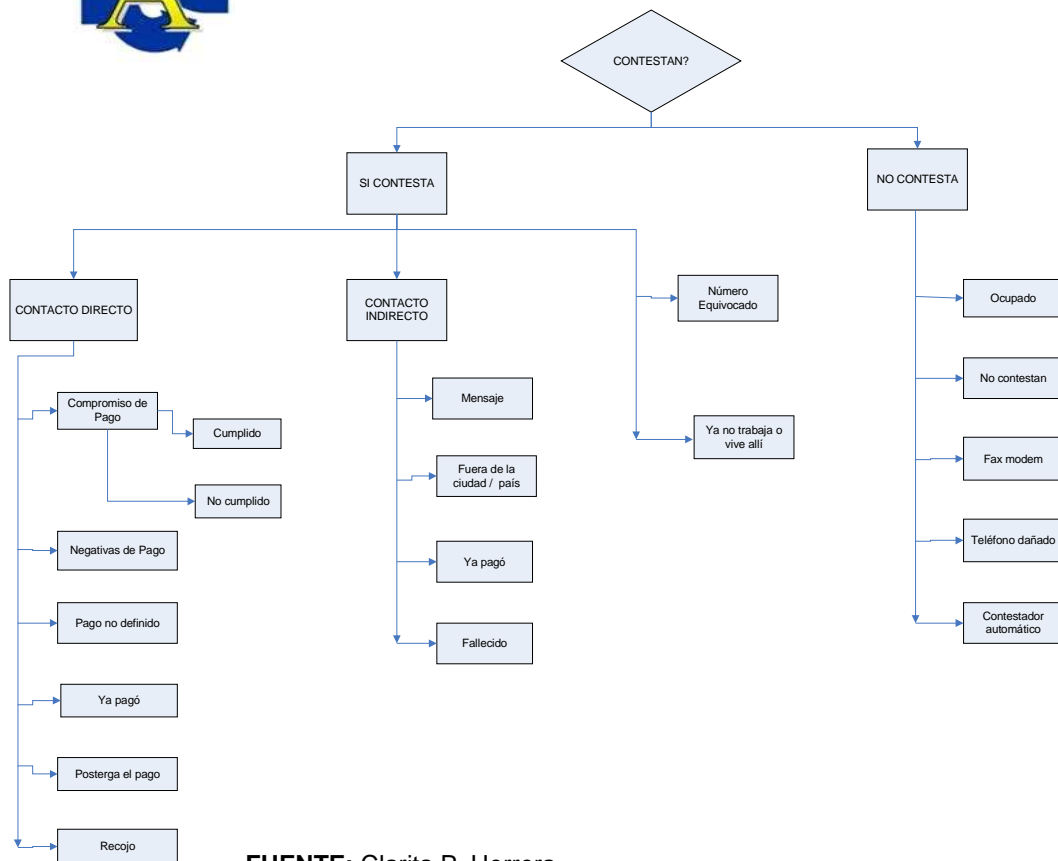 A
CONTESTAN?
SI CONTESTA
NO CONTESTA
CONTACTO DIRECTO
CONTACTO
INDIRECTO
Número
Equivocado
Ya no trabaja o
vive allí
Compromiso de
Pago
Cumplido
No cumplido
Negativas de Pago
Pago no definido
Ya pagó
Posterga el pago
Recojo
Mensaje
Fuera de la
ciudad / país
Ya pagó
Fallecido
Ocupado
No contestan
Fax modem
Teléfono dañado
Contestador
automático
FUENTE: Clarita B. Herrera